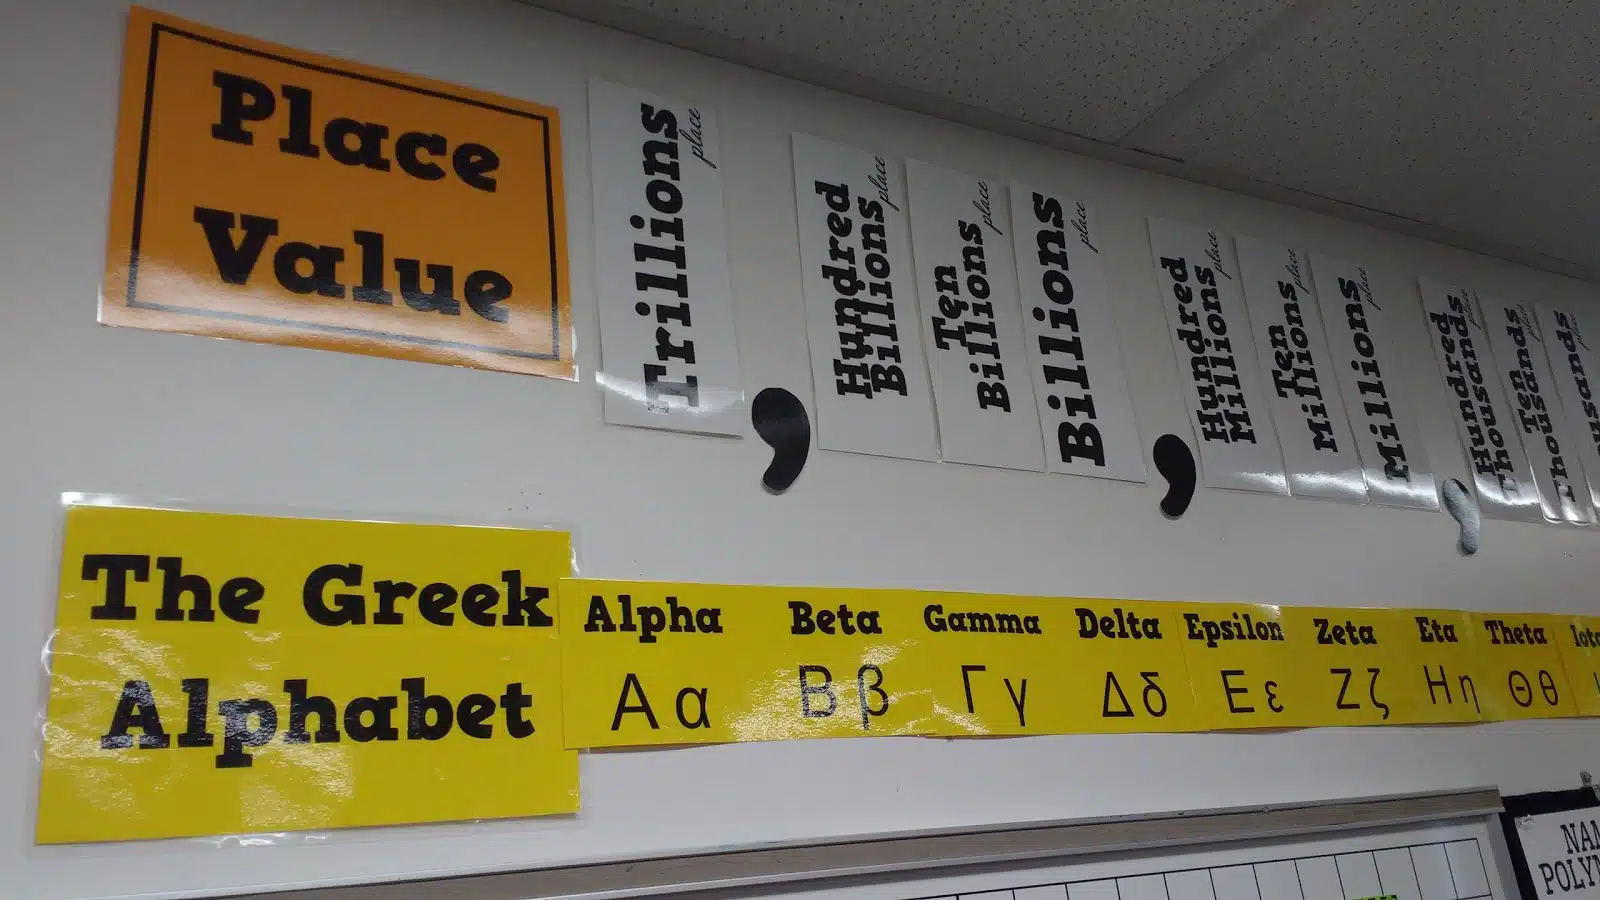 Place
Value
Trillions
place
,
Hundred
Billions
place
Ten
Billions
place
Billions
place
,
Hundred
Millions
place
Ten
Millions
place
Millions
place
,
Hundred
Thousands
place
Ten
Thousands
place
The Greek
Alphabet
Alpha
Αα
Beta
Ββ
Gamma
Γγ
Delta
Δδ
Epsilon
Εε
Zeta
Ζζ
Eta
Ηη
Theta
Θθ